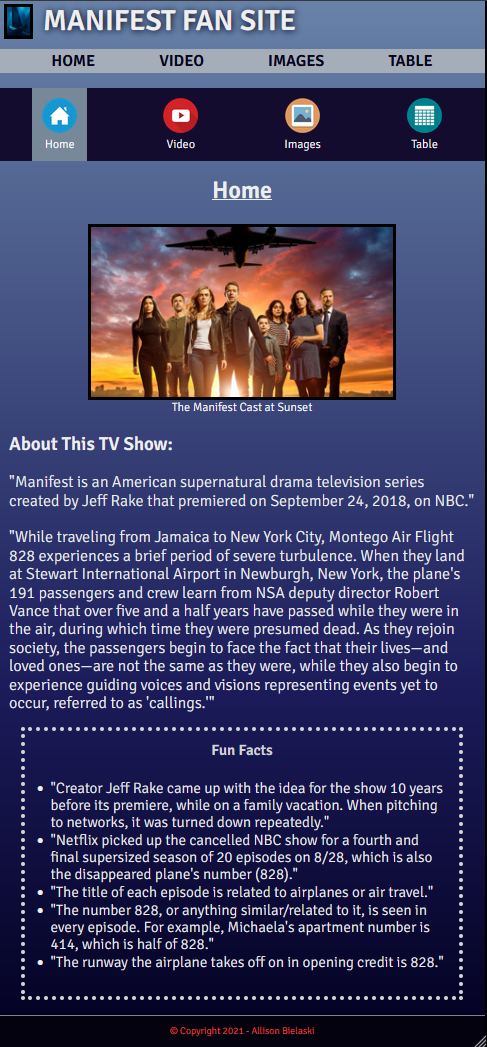 MANIFEST FAN SITE
HOME VIDEO IMAGES TABLE
Home Video Images Table
Home
The Manifest Cast at Sunset
About This TV Show:
"Manifest is an American supernatural drama television series
created by Jeff Rake that premiered on September 24, 2018, on NBC."
"While traveling from Jamaica to New York City, Montego Air Flight
828 experiences a brief period of severe turbulence. When they land
at Stewart International Airport in Newburgh, New York, the plane's
191 passengers and crew learn from NSA deputy director Robert
Vance that over five and a half years have passed while they were in
the air, during which time they were presumed dead. As they rejoin
society, the passengers begin to face the fact that their lives—and
loved ones—are not the same as they were, while they also begin to
experience guiding voices and visions representing events yet to
occur, referred to as 'callings.'"
Fun Facts
• "Creator Jeff Rake came up with the idea for the show 10 years
before its premiere, while on a family vacation. When pitching
to networks, it was turned down repeatedly."
• "Netflix picked up the cancelled NBC show for a fourth and
final supersized season of 20 episodes on 8/28, which is also
the disappeared plane's number (828)."
• "The title of each episode is related to airplanes or air travel."
• "The number 828, or anything similar/related to it, is seen in
every episode. For example, Michaela's apartment number is
414, which is half of 828."
• "The runway the airplane takes off on in opening credit is 828."
© Copyright 2021 - Allison Bielaski